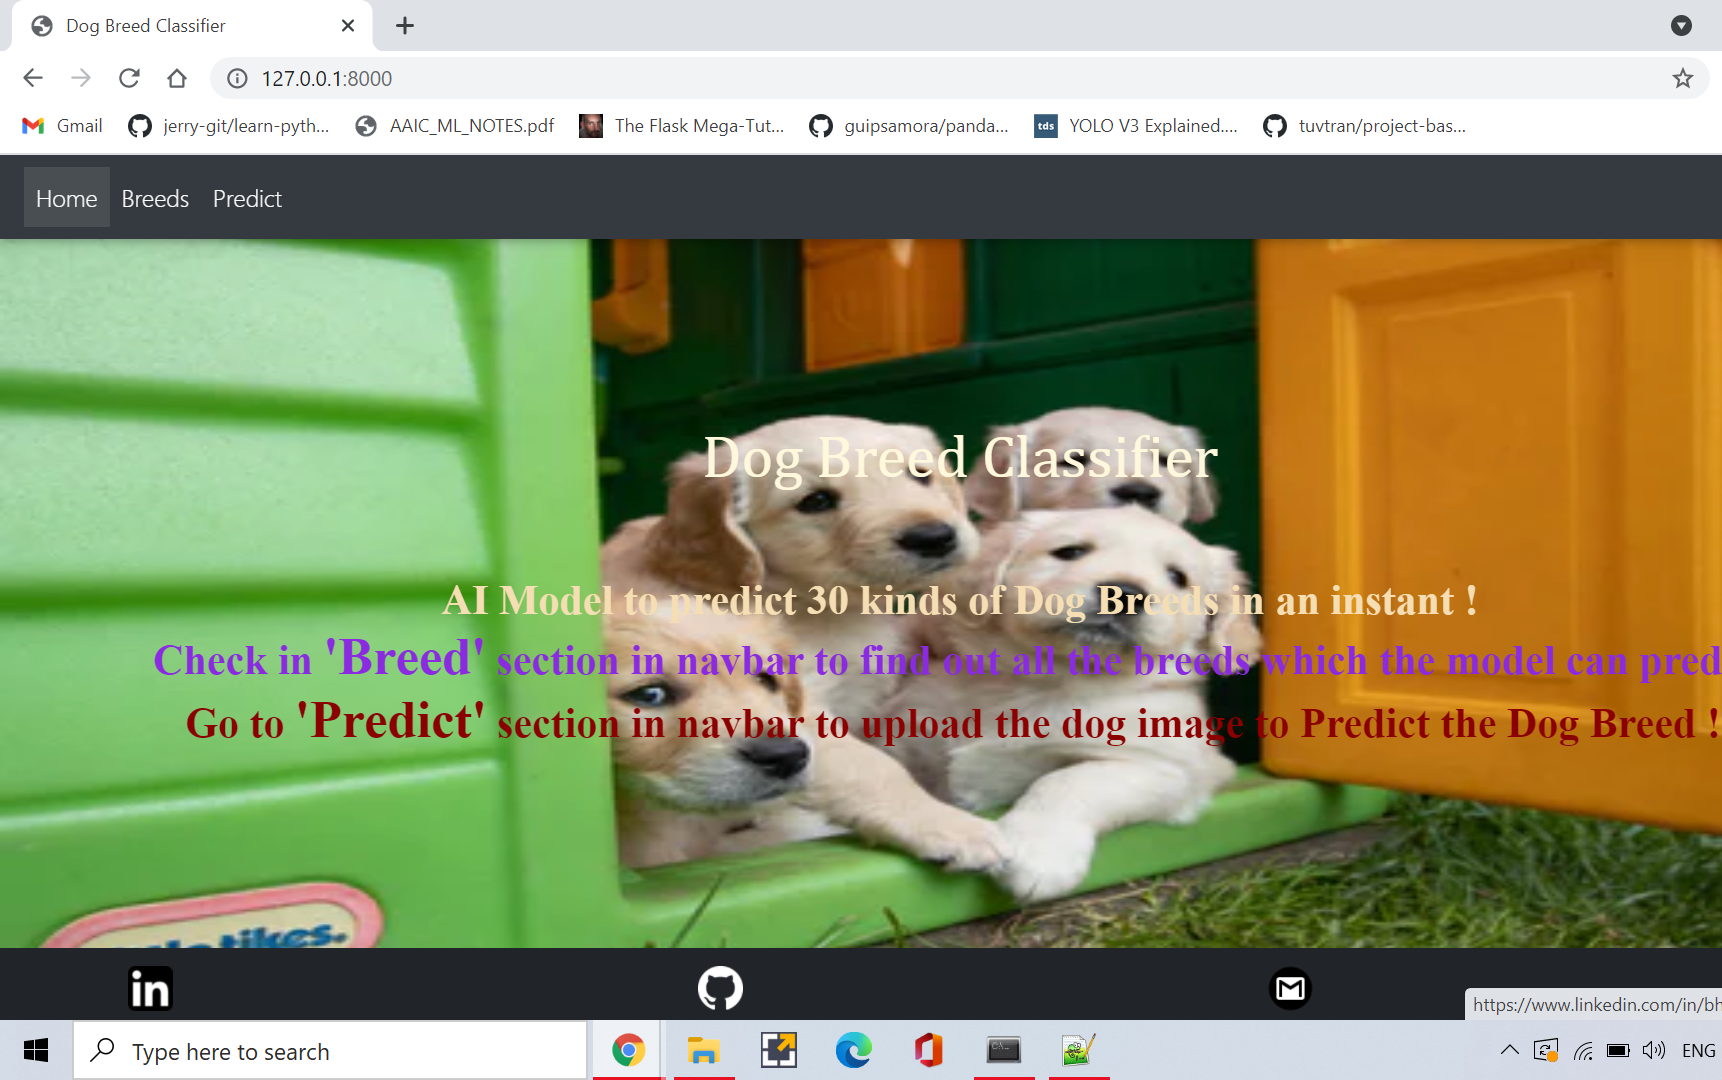 Dog Breed Classifier
127.0.0.1:8000
Gmail
jerry-git/learn-pyth...
AAIC_ML_NOTES.pdf
The Flask Mega-Tut...
guipsamora/panda...
tds
YOLO V3 Explained....
tuvtran/project-bas...
Home
Breeds
Predict
Dog Breed Classifier
AI Model to predict 30 kinds of Dog Breeds in an instant !
Check in 'Breed' section in navbar to find out all the breeds which the model can pred
Go to 'Predict' section in navbar to upload the dog image to Predict the Dog Breed !
tikes.
in
https://www.linkedin.com/in/bh
Type here to search
ENG